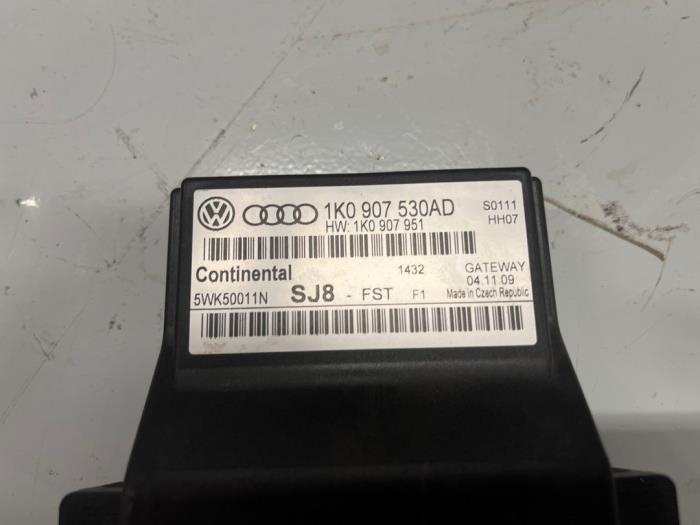 1K0 907 530AD S0111
HW: 1K0 907 951 HH07
Continental 1432 GATEWAY
04.11.09
5WK50011N SJ8 - FST F1 Made in Czech Republic